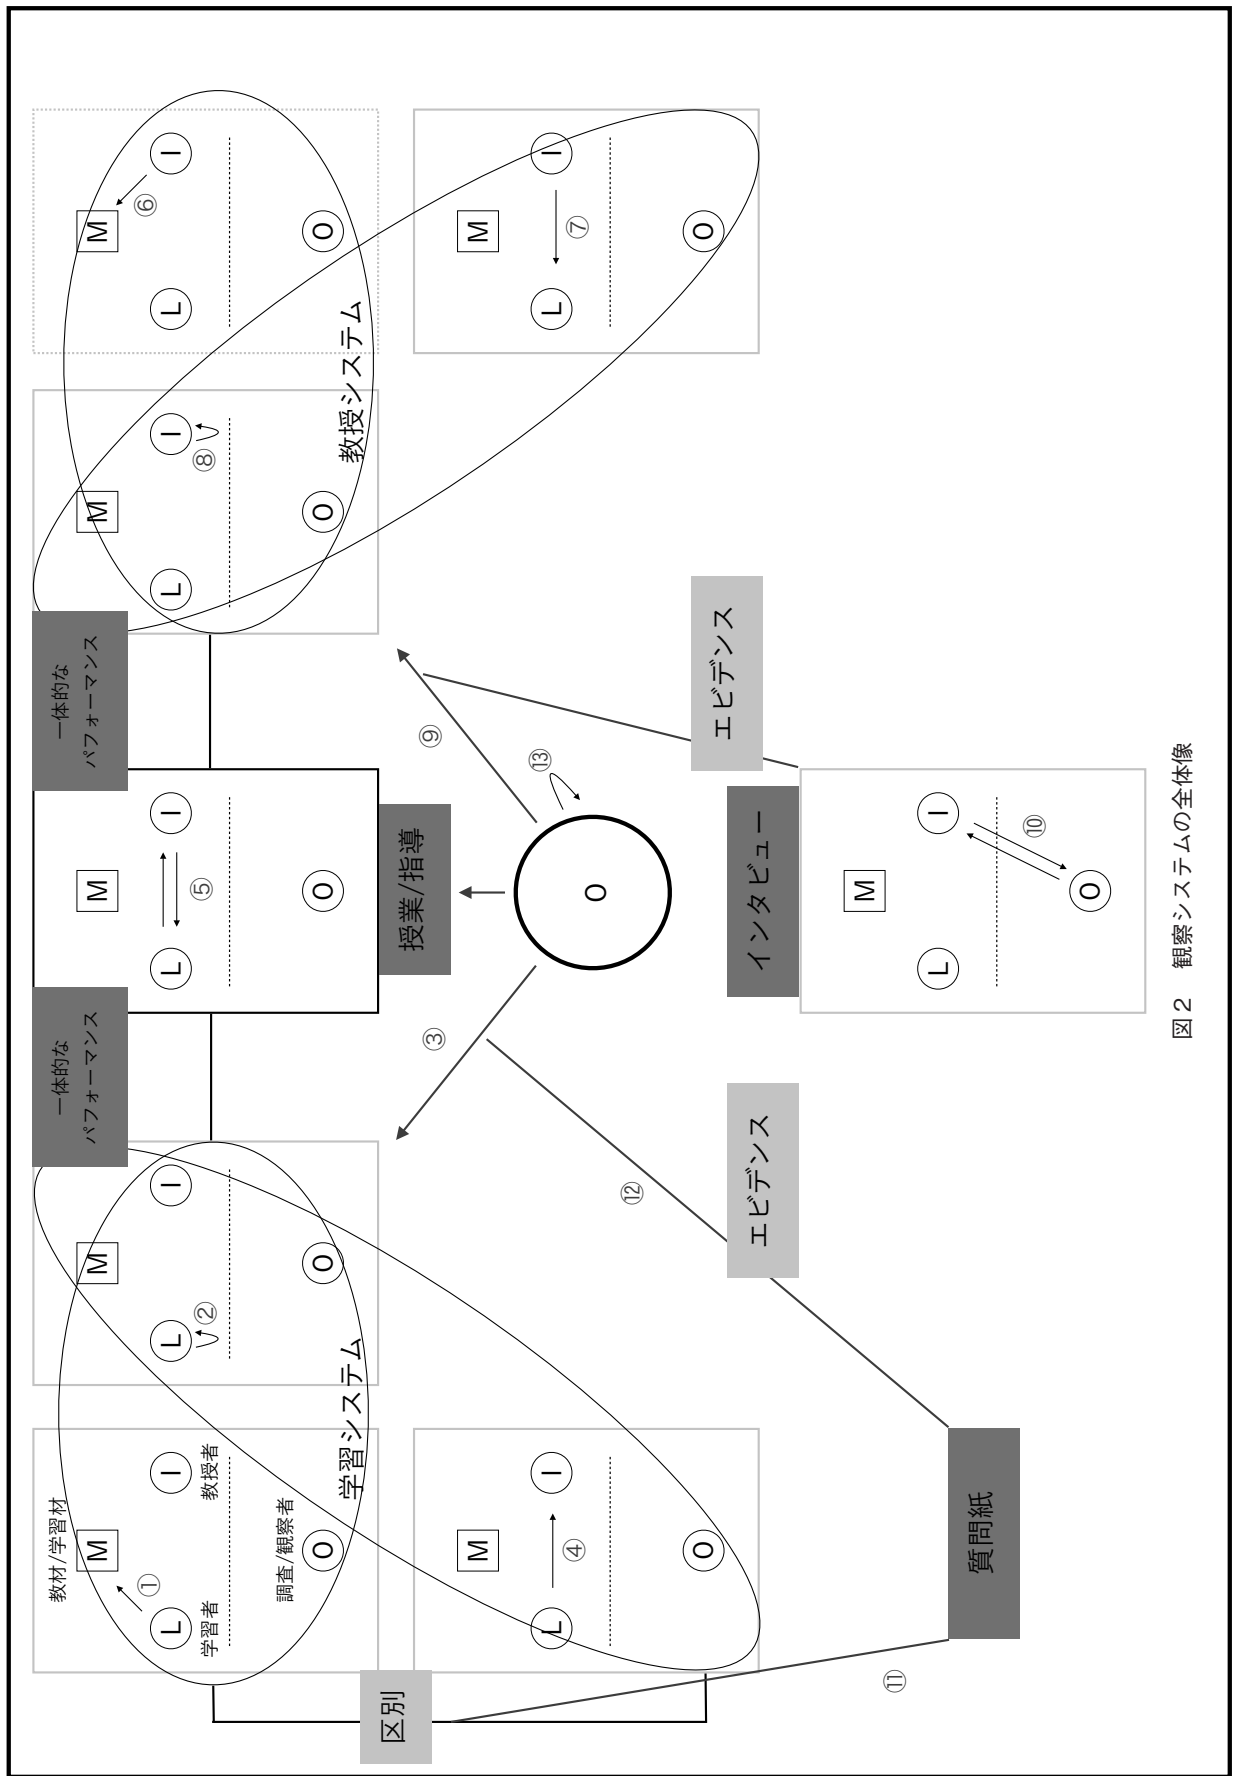 教材/学習材
M
①
L
学習者
I
教授者
調査/観察者
O
学習システム
M
L
②
I
O
一体的な
パフォーマンス
M
L
⑤
I
O
授業/指導
一体的な
パフォーマンス
M
L
⑧
I
O
教授システム
M
L
⑥
I
O
区別
M
L
④
I
O
③
O
⑬
⑨
M
L
⑦
I
O
⑪
質問紙
⑫
エビデンス
インタビュー
エビデンス
M
L
I
⑩
O
図2 観察システムの全体像